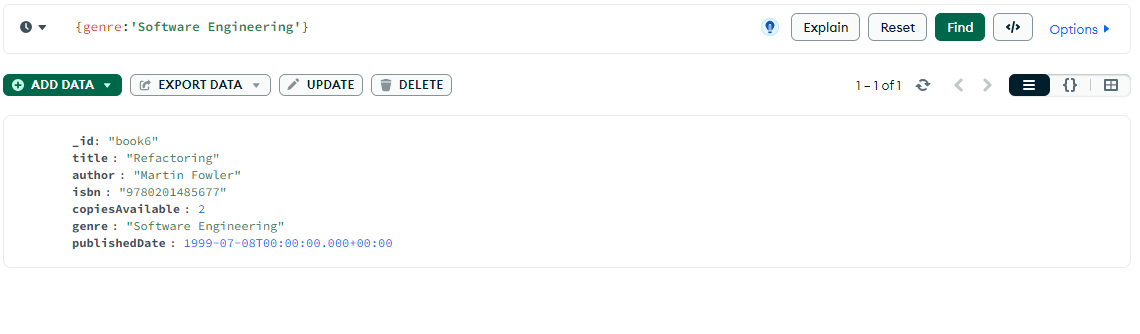 {genre:'Software Engineering'}
Explain
Reset
Find
</>
Options
ADD DATA
EXPORT DATA
UPDATE
DELETE
1 – 1 of 1
{}
_id: "book6"
title : "Refactoring"
author : "Martin Fowler"
isbn : "9780201485677"
copiesAvailable : 2
genre : "Software Engineering"
publishedDate : 1999-07-08T00:00:00.000+00:00